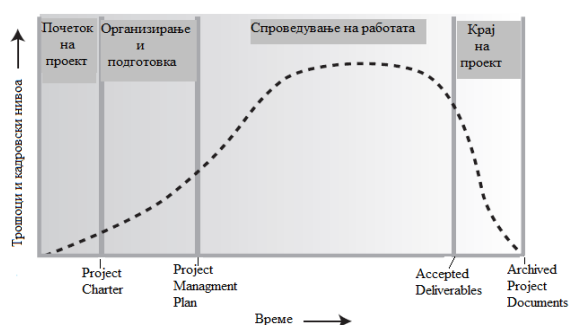 Почеток
на
проект
Организирање
и
подготовка
Спроведување на работата
Крај
на
проект
Трошоци и кадровски нивоа
Project
Charter
Project
Managment
Plan
Accepted
Deliverables
Archived
Project
Documents
Време